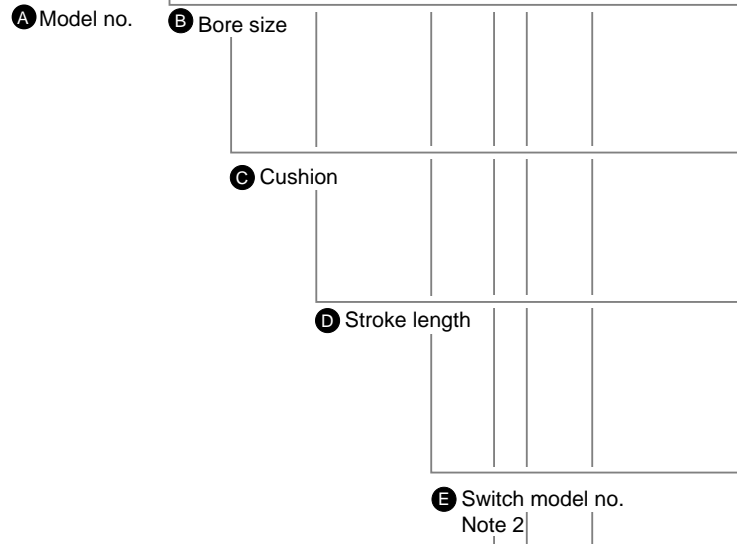 A Model no.
B Bore size
C Cushion
D Stroke length
E Switch model no.
Note 2